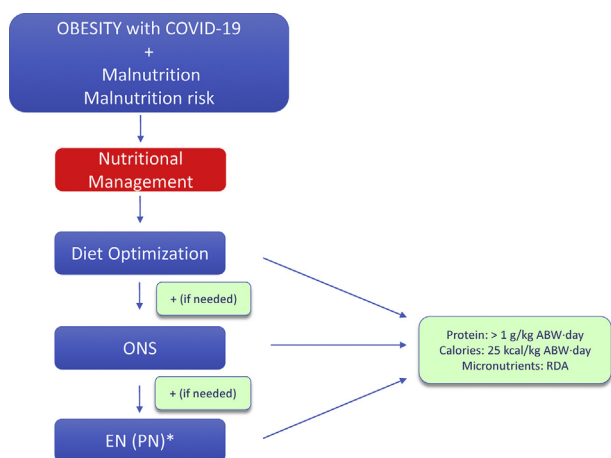 OBESITY with COVID-19
+
Malnutrition
Malnutrition risk
Nutritional
Management
Diet Optimization
+ (if needed)
ONS
+ (if needed)
EN (PN)*
Protein: > 1 g/kg ABW·day
Calories: 25 kcal/kg ABW·day
Micronutrients: RDA